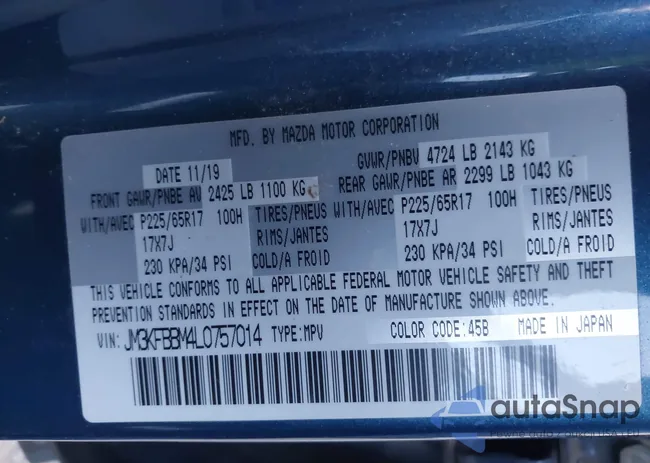 MFD. BY MAZDA MOTOR CORPORATION
DATE 11/19 GVWR/PNBV 4724 LB 2143 KG
FRONT GAWR/PNBE AV 2425 LB 1100 KG REAR GAWR/PNBE AR 2299 LB 1043 KG
WITH/AVEC P225/65R17 100H TIRES/PNEUS WITH/AVEC P225/65R17 100H TIRES/PNEUS
17X7J RIMS/JANTES 17X7J RIMS/JANTES
230 KPA/34 PSI COLD/A FROID 230 KPA/34 PSI COLD/A FROID
THIS VEHICLE CONFORMS TO ALL APPLICABLE FEDERAL MOTOR VEHICLE SAFETY AND THEFT
PREVENTION STANDARDS IN EFFECT ON THE DATE OF MANUFACTURE SHOWN ABOVE.
VIN: JM3KFBBM4L0757014 TYPE:MPV COLOR CODE:45B MADE IN JAPAN
autoSnap